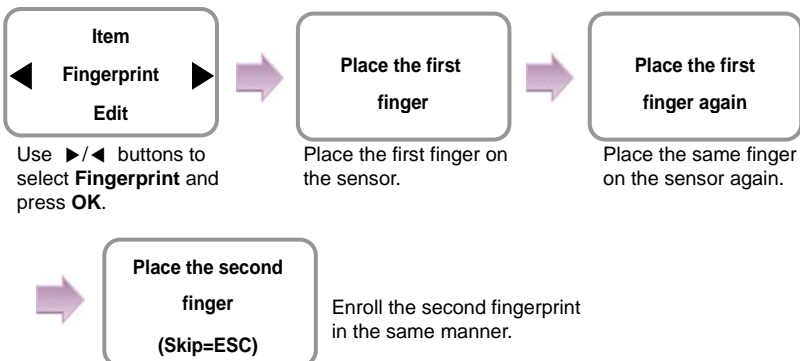 Item
Fingerprint
Edit
Use ▶/◀ buttons to
select Fingerprint and
press OK.
Place the first
finger
Place the first finger on
the sensor.
Place the first
finger again
Place the same finger
on the sensor again.
Place the second
finger
(Skip=ESC)
Enroll the second fingerprint
in the same manner.